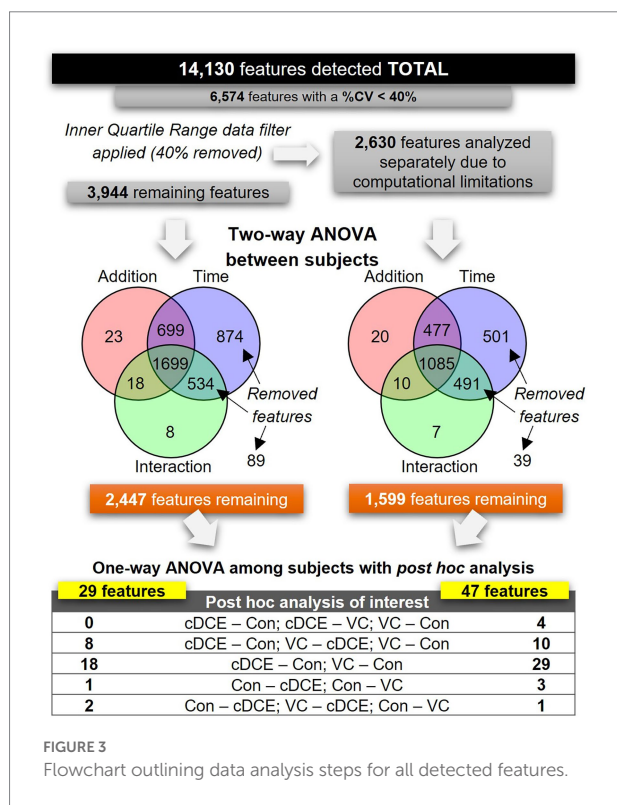 14,130 features detected TOTAL
6,574 features with a %CV < 40%
Inner Quartile Range data filter
applied (40% removed)
2,630 features analyzed
separately due to
computational limitations
3,944 remaining features
Two-way ANOVA
between subjects
Addition
Time
23
699
874
1699
18
534
8
Interaction
Removed
features
89
Addition
Time
20
477
501
1085
10
491
7
Interaction
Removed
features
39
2,447 features remaining
1,599 features remaining
One-way ANOVA among subjects with post hoc analysis
29 features
47 features
Post hoc analysis of interest
0 cDCE – Con; cDCE – VC; VC – Con 4
8 cDCE – Con; VC – cDCE; VC – Con 10
18 cDCE – Con; VC – Con 29
1 Con – cDCE; Con – VC 3
2 Con – cDCE; VC – cDCE; Con – VC 1
FIGURE 3
Flowchart outlining data analysis steps for all detected features.